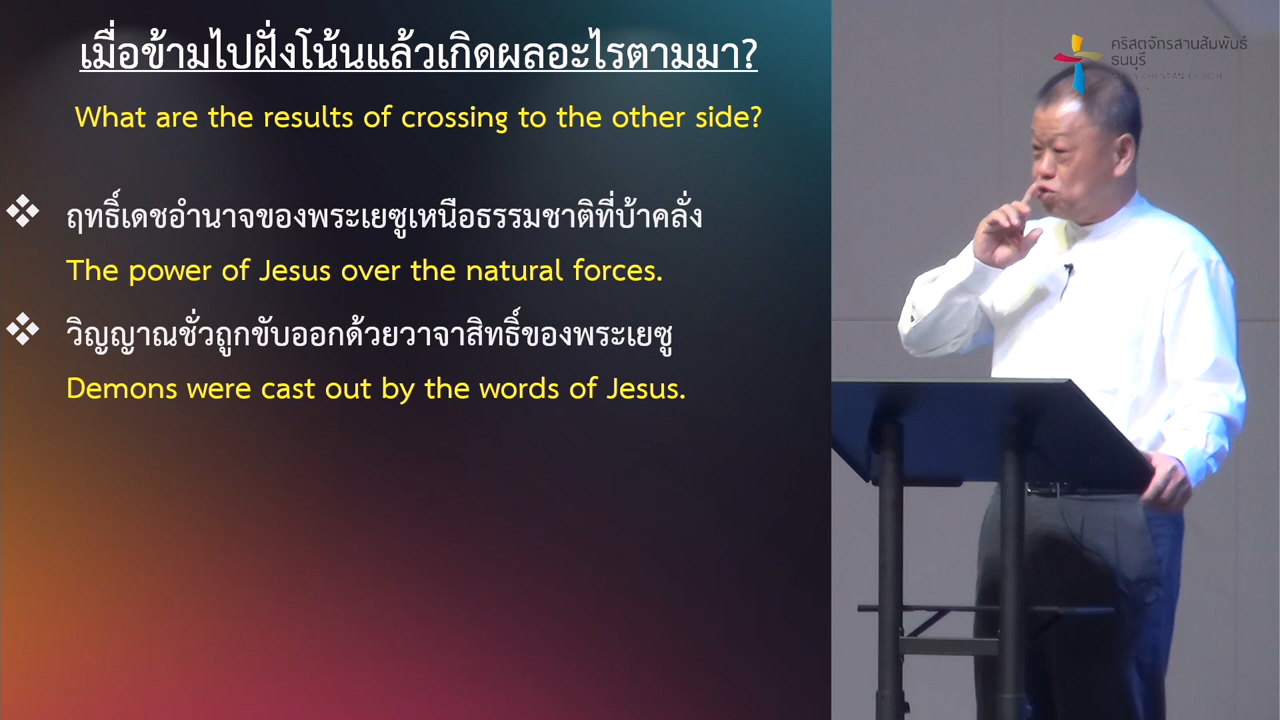 เมื่อข้ามไปฝั่งโน้นแล้วเกิดผลอะไรตามมา?
What are the results of crossing to the other side?
ฤทธิ์เดชอำนาจของพระเยซูเหนือธรรมชาติที่บ้าคลั่ง
The power of Jesus over the natural forces.
วิญญาณชั่วถูกขับออกด้วยวาจาสิทธิ์ของพระเยซู
Demons were cast out by the words of Jesus.
คริสตจักรสานสัมพันธ์
ธนบุรี
CHRISTIAN CHURCH